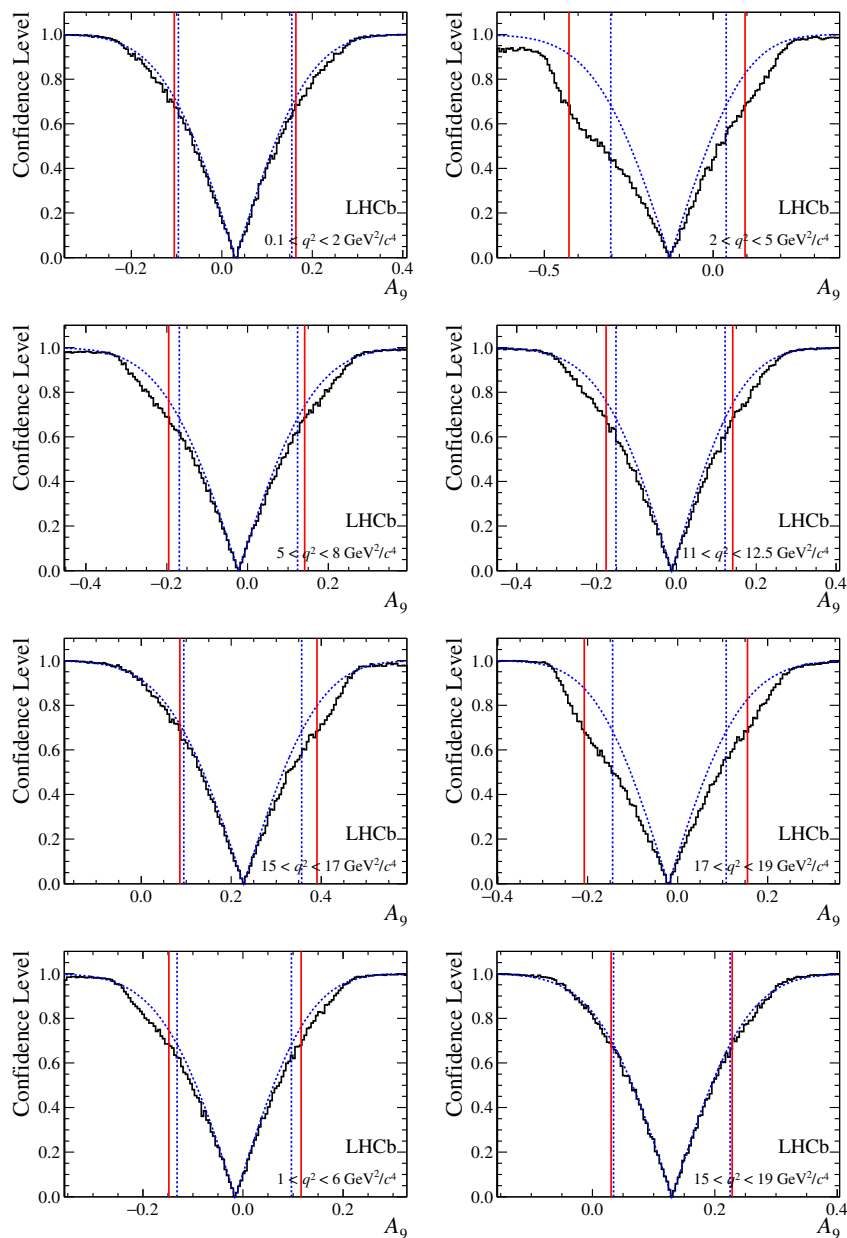 Confidence Level
1.0
0.8
0.6
0.4
0.2
0.0
LHCb
0.1 < q² < 2 GeV²/c⁴
−0.2 0.0 0.2 0.4
A₉
Confidence Level
1.0
0.8
0.6
0.4
0.2
0.0
LHCb
2 < q² < 5 GeV²/c⁴
−0.5 0.0
A₉
Confidence Level
1.0
0.8
0.6
0.4
0.2
0.0
LHCb
5 < q² < 8 GeV²/c⁴
−0.4 −0.2 0.0 0.2 0.4
A₉
Confidence Level
1.0
0.8
0.6
0.4
0.2
0.0
LHCb
11 < q² < 12.5 GeV²/c⁴
−0.4 −0.2 0.0 0.2 0.4
A₉
Confidence Level
1.0
0.8
0.6
0.4
0.2
0.0
LHCb
15 < q² < 17 GeV²/c⁴
0.0 0.2 0.4
A₉
Confidence Level
1.0
0.8
0.6
0.4
0.2
0.0
LHCb
17 < q² < 19 GeV²/c⁴
−0.4 −0.2 0.0 0.2
A₉
Confidence Level
1.0
0.8
0.6
0.4
0.2
0.0
LHCb
1 < q² < 6 GeV²/c⁴
−0.2 0.0 0.2
A₉
Confidence Level
1.0
0.8
0.6
0.4
0.2
0.0
LHCb
15 < q² < 19 GeV²/c⁴
0.0 0.2 0.4
A₉